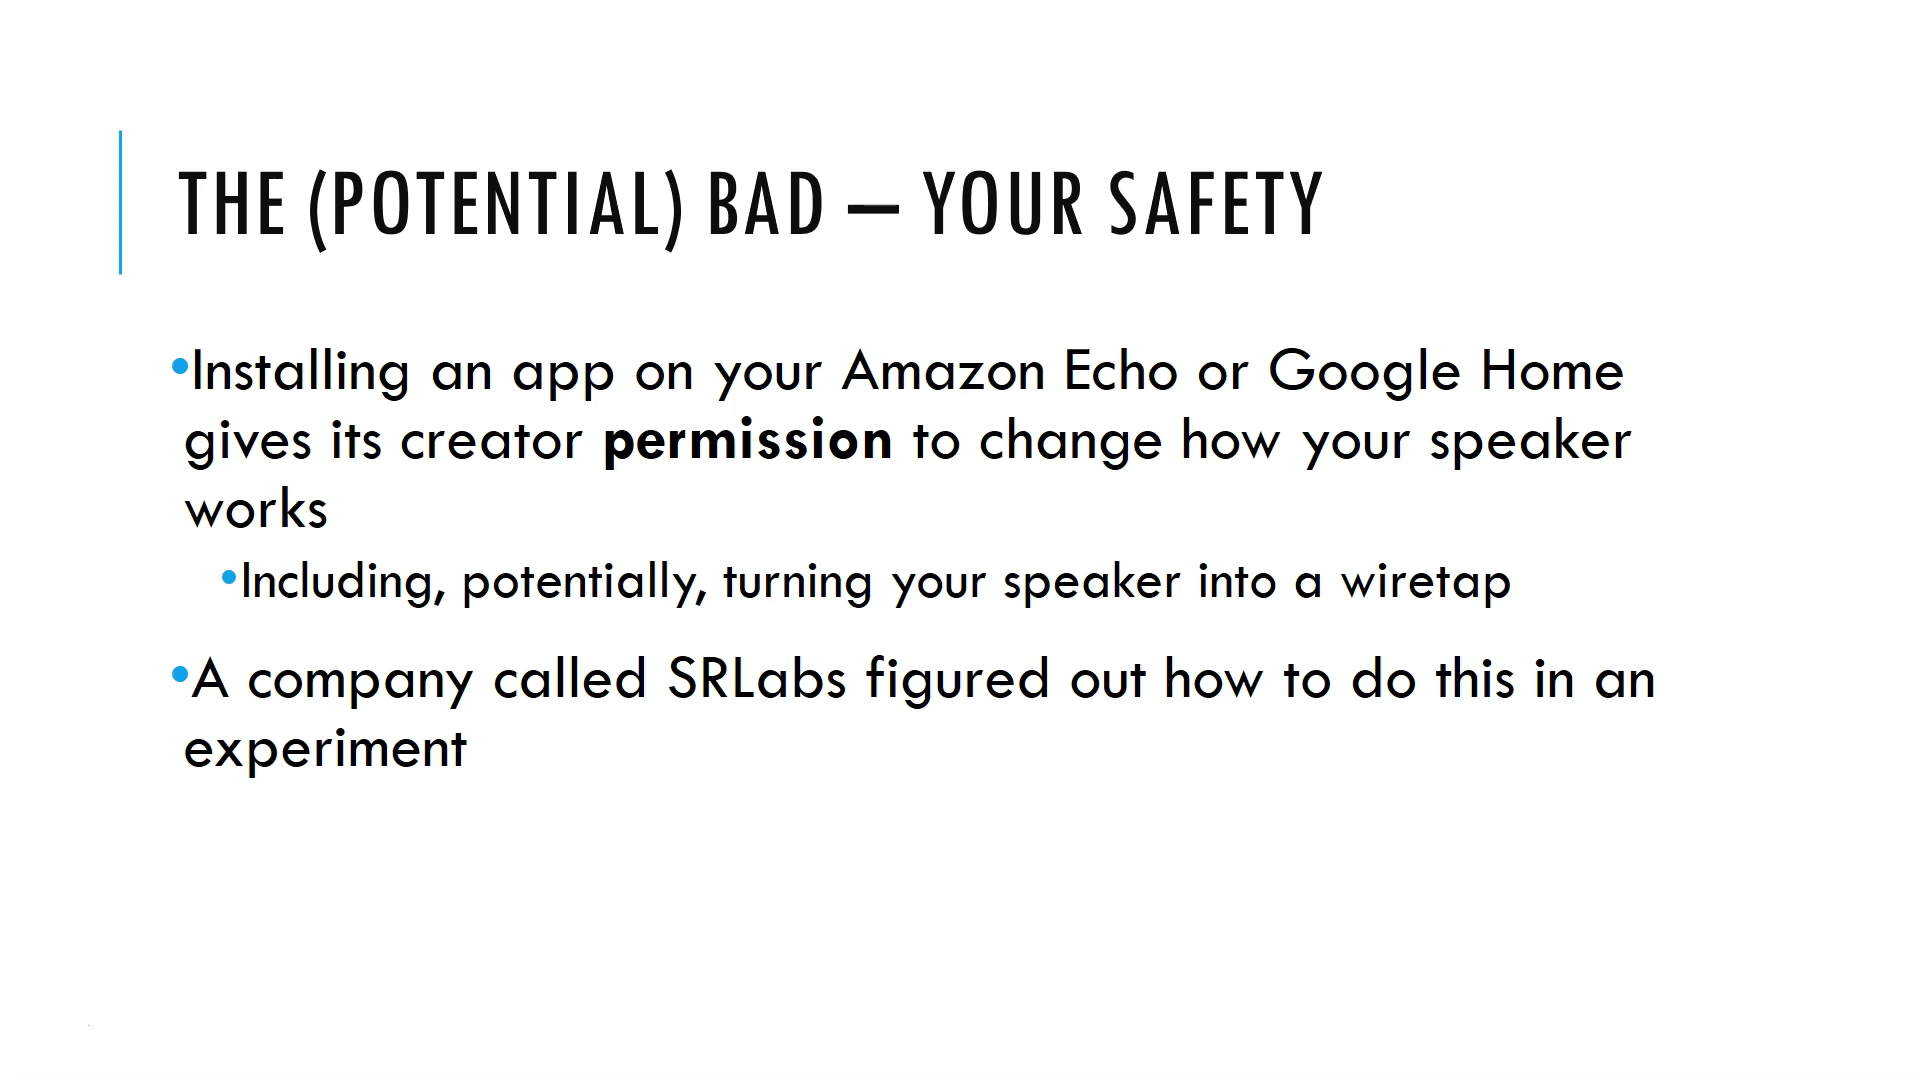 THE (POTENTIAL) BAD — YOUR SAFETY
•Installing an app on your Amazon Echo or Google Home
gives its creator permission to change how your speaker
works
•Including, potentially, turning your speaker into a wiretap
•A company called SRLabs figured out how to do this in an
experiment